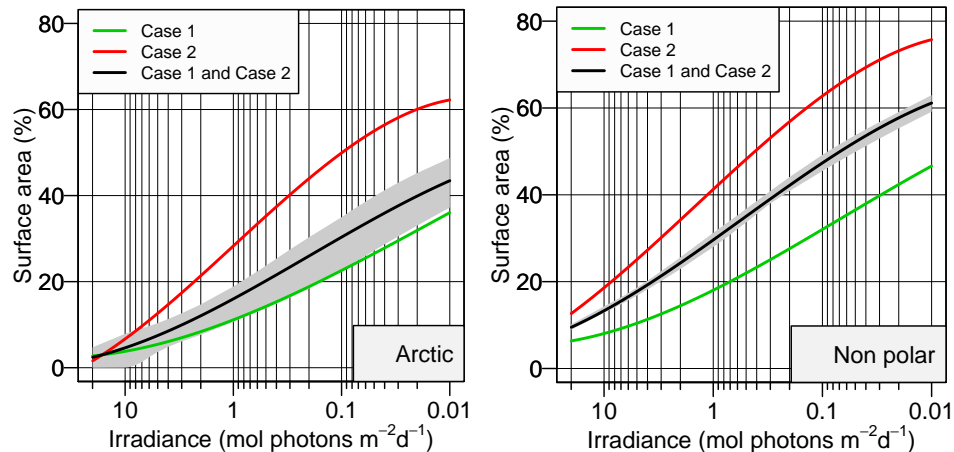 80
60
40
20
0
Surface area (%)
Case 1
Case 2
Case 1 and Case 2
Arctic
10
1
0.1
0.01
Irradiance (mol photons m⁻²d⁻¹)
80
60
40
20
0
Surface area (%)
Case 1
Case 2
Case 1 and Case 2
Non polar
10
1
0.1
0.01
Irradiance (mol photons m⁻²d⁻¹)